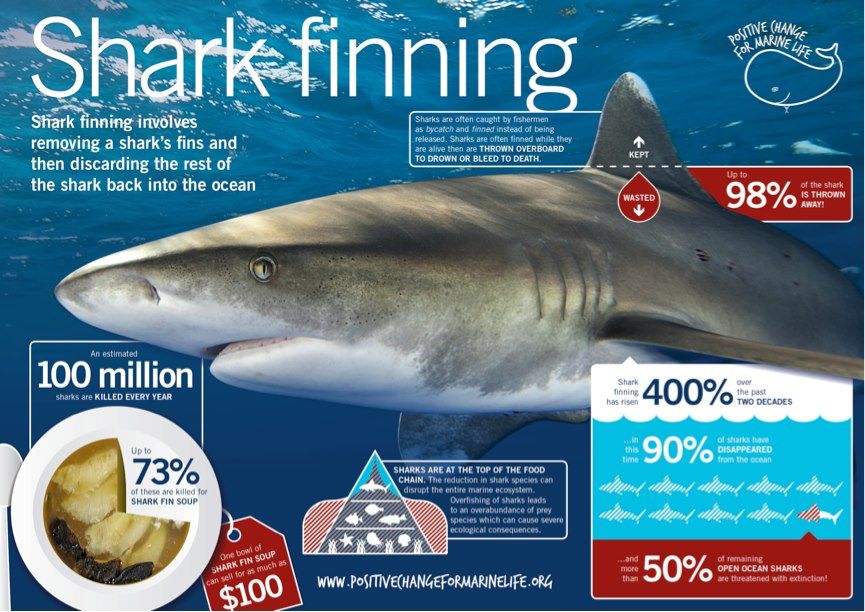 Shark finning
Shark finning involves
removing a shark's fins and
then discarding the rest of
the shark back into the ocean
POSITIVE CHANGE
FOR MARINE LIFE
Sharks are often caught by fishermen
as bycatch and finned instead of being
released. Sharks are often finned while they
are alive then are THROWN OVERBOARD
TO DROWN OR BLEED TO DEATH.
KEPT
WASTED
Up to
98%
of the shark
IS THROWN
AWAY!
An estimated
100 million
sharks are KILLED EVERY YEAR
Up to
73%
of these are killed for
SHARK FIN SOUP
One bowl of
SHARK FIN SOUP
can sell for as much as
$100
SHARKS ARE AT THE TOP OF THE FOOD
CHAIN. The reduction in shark species can
disrupt the entire marine ecosystem.
Overfishing of sharks leads
to an overabundance of prey
species which can cause severe
ecological consequences.
WWW.POSITIVECHANGEFORMARINELIFE.ORG
Shark
finning
has risen
400%
over
the past
TWO DECADES
...in
this
time
90%
of sharks have
DISAPPEARED
from the ocean
...and
more
than
50%
of remaining
OPEN OCEAN SHARKS
are threatened with extinction!